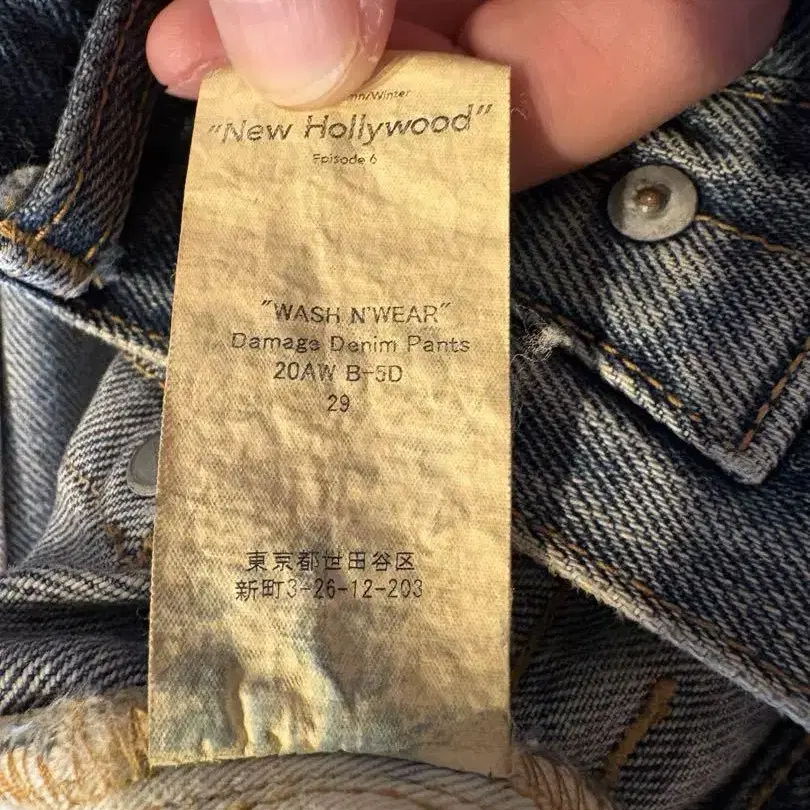 "New Hollywood"
Episode 6
"WASH N'WEAR"
Damage Denim Pants
20AW B-5D
29
東京都世田谷区
新町3-26-12-203